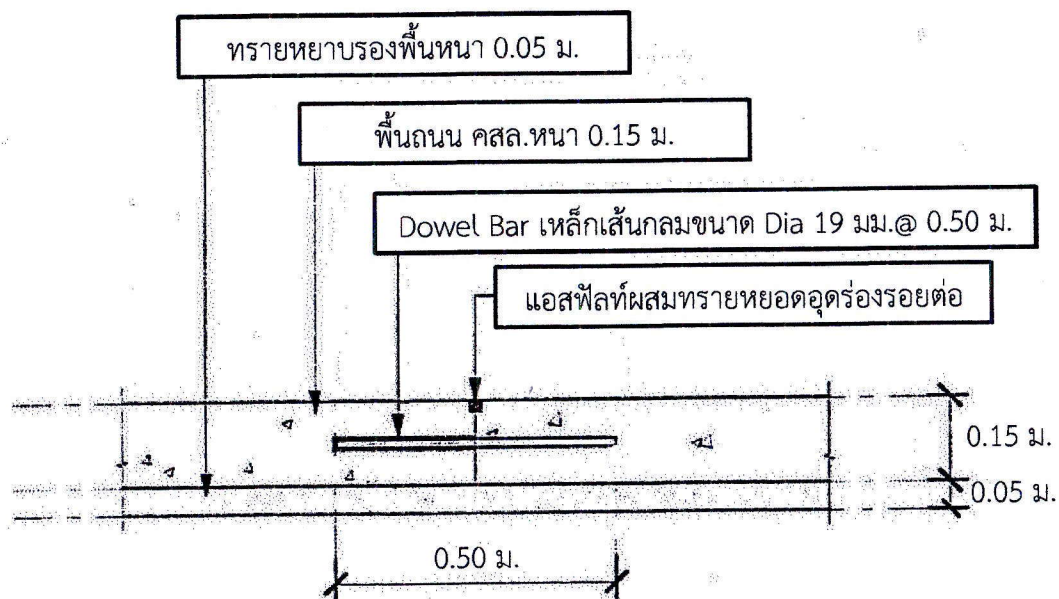 ทรายหยาบรองพื้นหนา 0.05 ม.
พื้นถนน คสล.หนา 0.15 ม.
Dowel Bar เหล็กเส้นกลมขนาด Dia 19 มม.@ 0.50 ม.
แอสฟัลท์ผสมทรายหยอดอุดร่องรอยต่อ
0.15 ม.
0.05 ม.
0.50 ม.